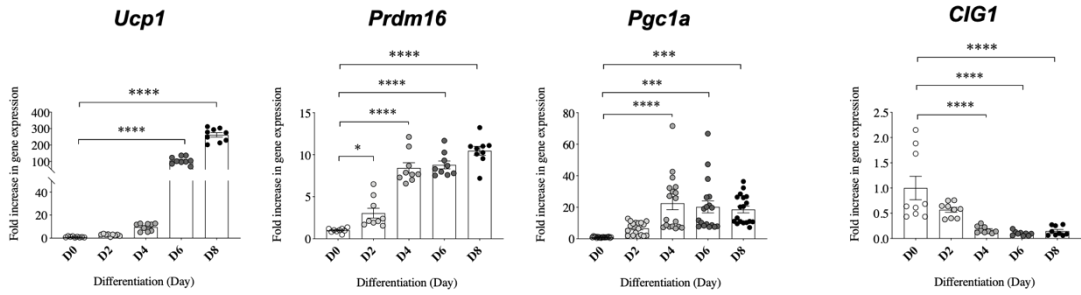 Ucp1
****
****
Fold increase in gene expression
400
300
200
100
20
10
0
D0 D2 D4 D6 D8
Differentiation (Day)
Prdm16
****
****
****
*
Fold increase in gene expression
15
10
5
0
D0 D2 D4 D6 D8
Differentiation (Day)
Pgc1a
***
***
****
Fold increase in gene expression
80
60
40
20
0
D0 D2 D4 D6 D8
Differentiation (Day)
CIG1
****
****
****
Fold increase in gene expression
2.5
2.0
1.5
1.0
0.5
0.0
D0 D2 D4 D6 D8
Differentiation (Day)